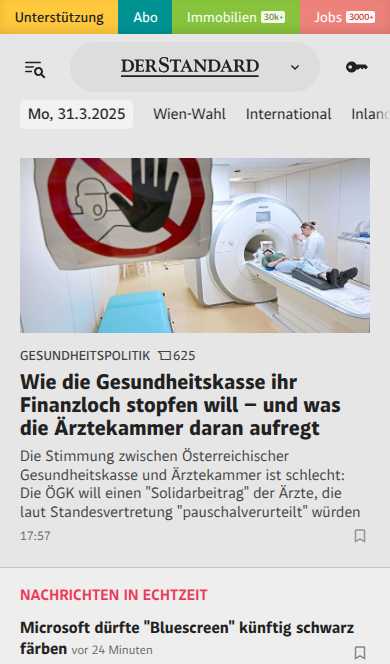 Unterstützung Abo Immobilien 30k+ Jobs 3000+
DERSTANDARD
Mo, 31.3.2025 Wien-Wahl International Inland
GESUNDHEITSPOLITIK 625
Wie die Gesundheitskasse ihr
Finanzloch stopfen will – und was
die Ärztekammer daran aufregt
Die Stimmung zwischen Österreichischer
Gesundheitskasse und Ärztekammer ist schlecht:
Die ÖGK will einen "Solidarbeitrag" der Ärzte, die
laut Standesvertretung "pauschalverurteilt" würden
17:57
NACHRICHTEN IN ECHTZEIT
Microsoft dürfte "Bluescreen" künftig schwarz
färben vor 24 Minuten